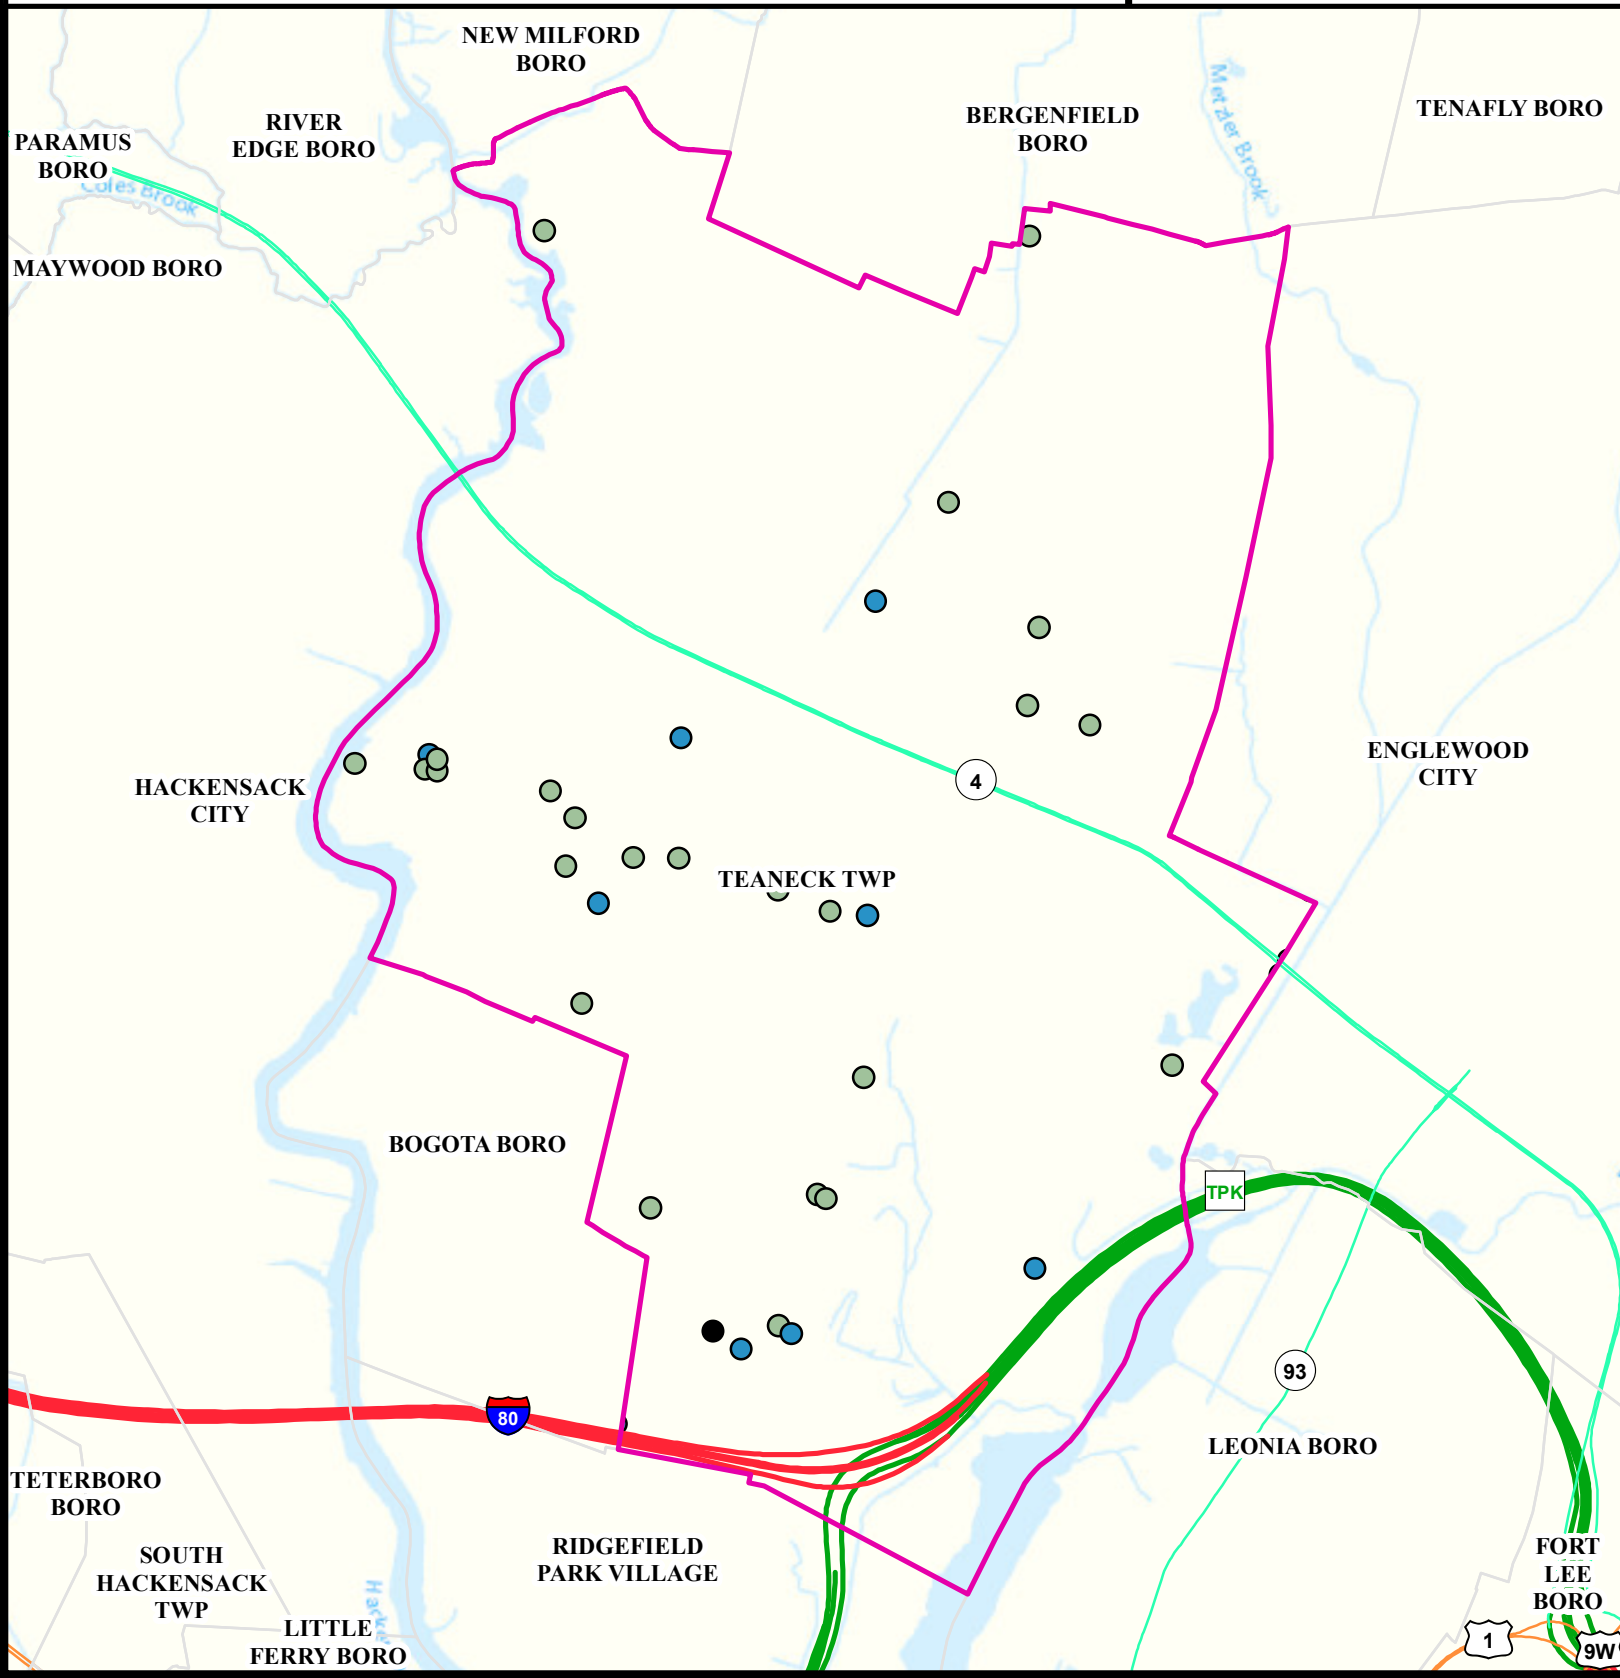 NEW MILFORD
BORO
RIVER
EDGE BORO
PARAMUS
BORO
Coles Brook
MAYWOOD BORO
BERGENFIELD
BORO
Metzler Brook
TENAFLY BORO
HACKENSACK
CITY
4
ENGLEWOOD
CITY
TEANECK TWP
BOGOTA BORO
TPK
93
80
LEONIA BORO
TETERBORO
BORO
SOUTH
HACKENSACK
TWP
RIDGEFIELD
PARK VILLAGE
LITTLE
FERRY BORO
FORT
LEE
BORO
1
9W